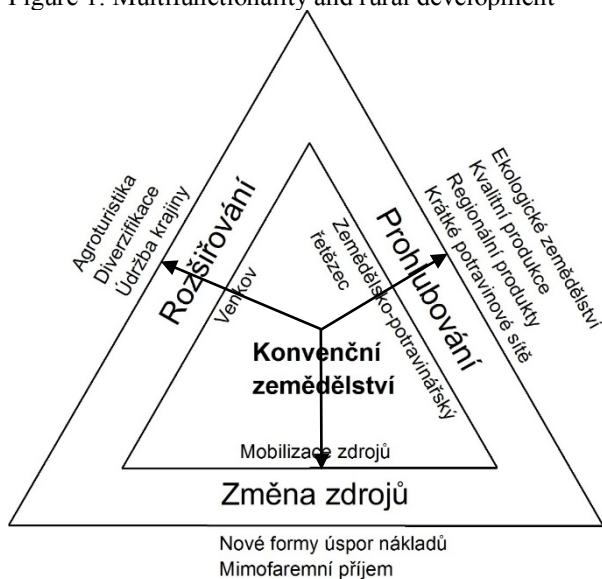 Figure 1: Multifunctionality and rural development
Agroturistika
Diverzifikace
Údržba krajiny
Rozšiřování
Venkov
Ekologické zemědělství
Kvalitní produkce
Regionální produkty
Krátké potravinové sítě
Prohlubování
Zemědělsko-potravinářský
řetězec
Konvenční
zemědělství
Mobilizace zdrojů
Změna zdrojů
Nové formy úspor nákladů
Mimofaremní příjem